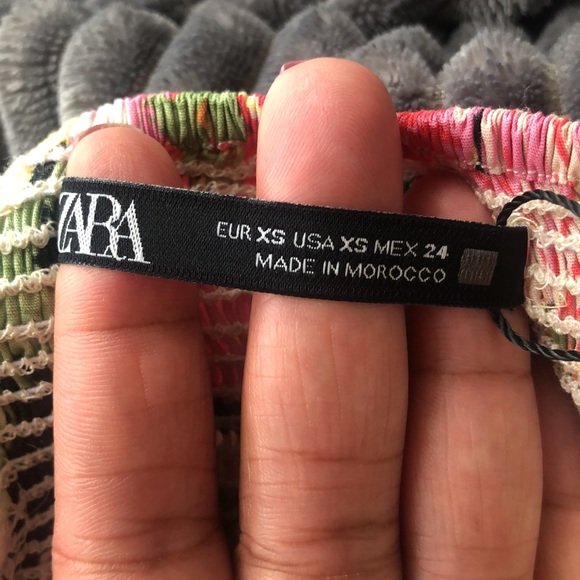 ZARA
EUR XS USA XS MEX 24
MADE IN MOROCCO